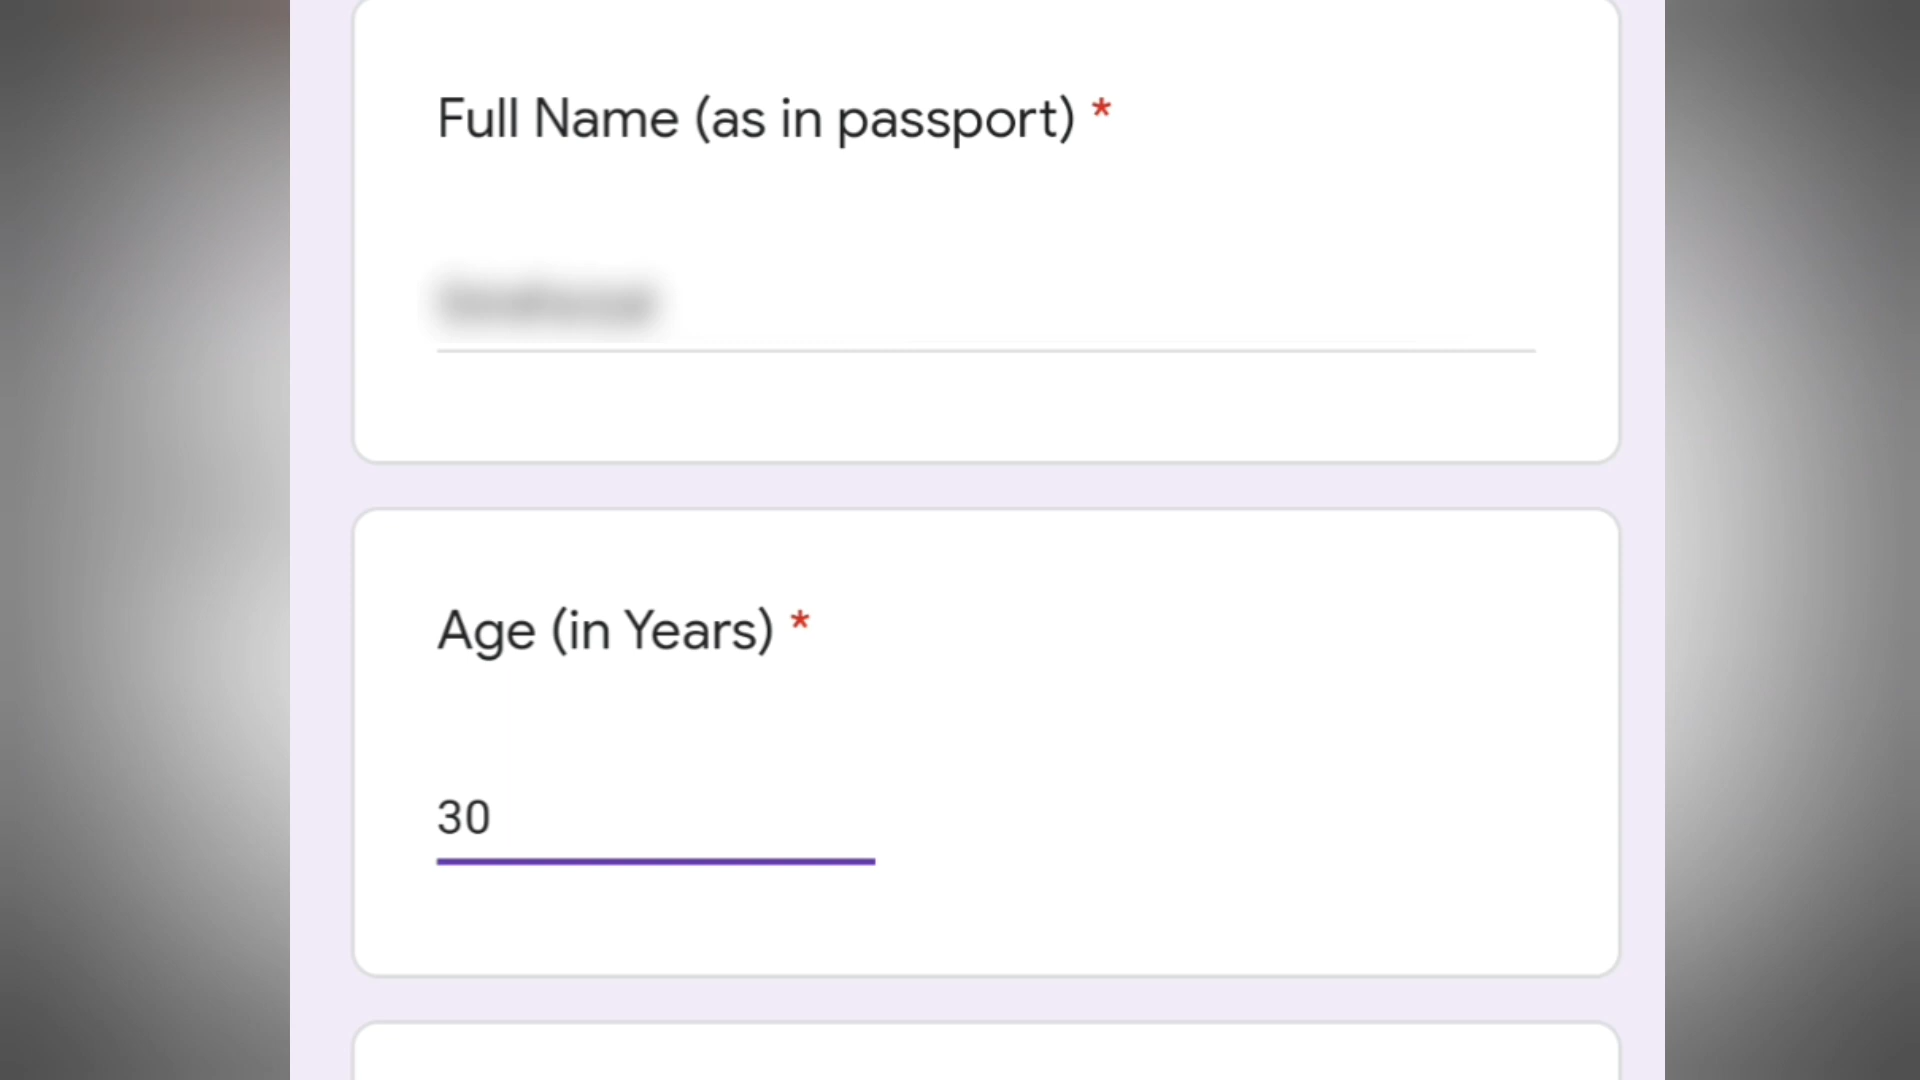 Full Name (as in passport) *
Age (in Years) *
30